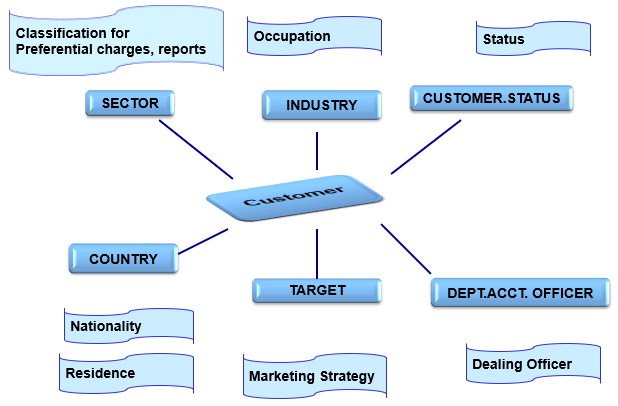 Classification for
Preferential charges, reports
Occupation
Status
SECTOR
INDUSTRY
CUSTOMER.STATUS
Customer
COUNTRY
TARGET
DEPT.ACCT. OFFICER
Nationality
Residence
Marketing Strategy
Dealing Officer